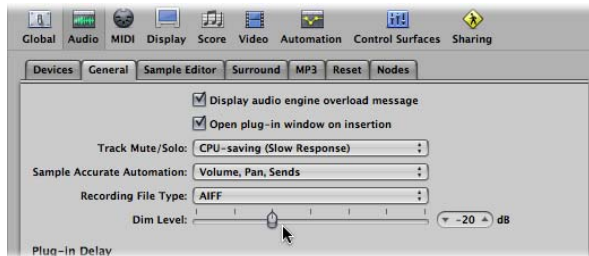 Global Audio MIDI Display Score Video Automation Control Surfaces Sharing
Devices General Sample Editor Surround MP3 Reset Nodes
Display audio engine overload message
Open plug-in window on insertion
Track Mute/Solo: CPU-saving (Slow Response)
Sample Accurate Automation: Volume, Pan, Sends
Recording File Type: AIFF
Dim Level: -20 dB
Plug-in Delay